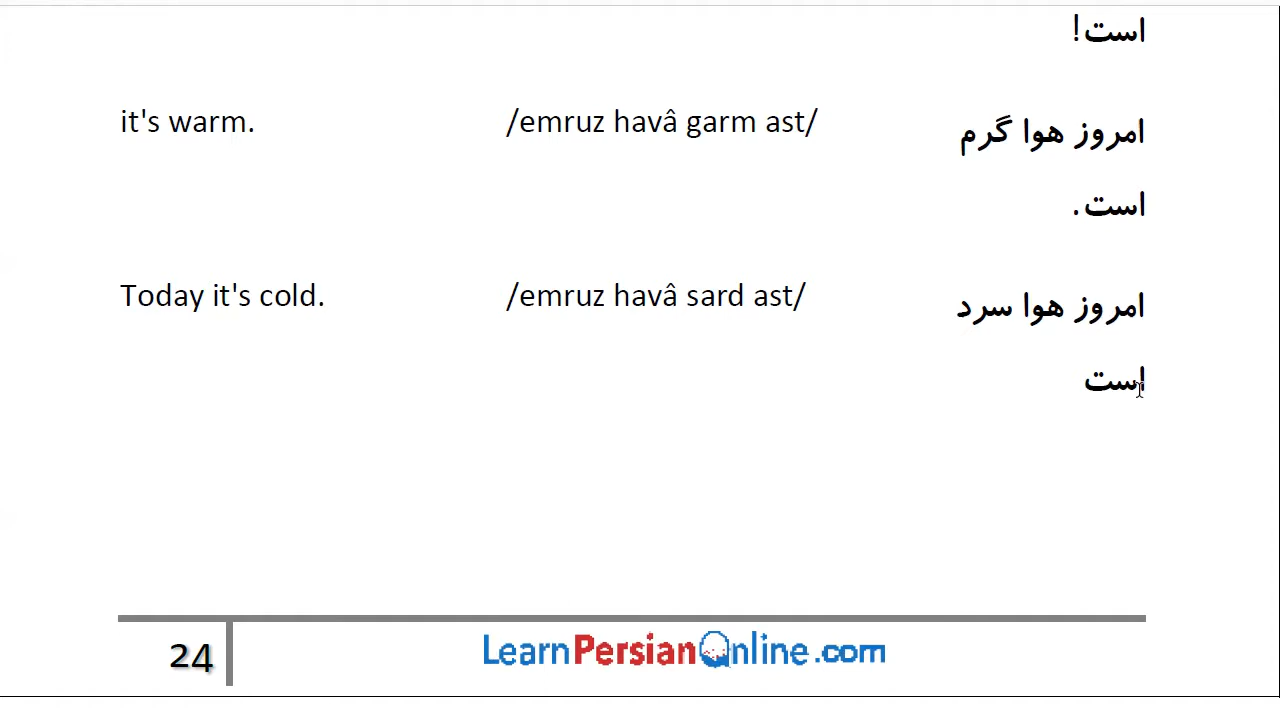 است!
it's warm. /emruz havâ garm ast/ امروز هوا گرم
است.
Today it's cold. /emruz havâ sard ast/ امروز هوا سرد
است
24 LearnPersianOnline.com